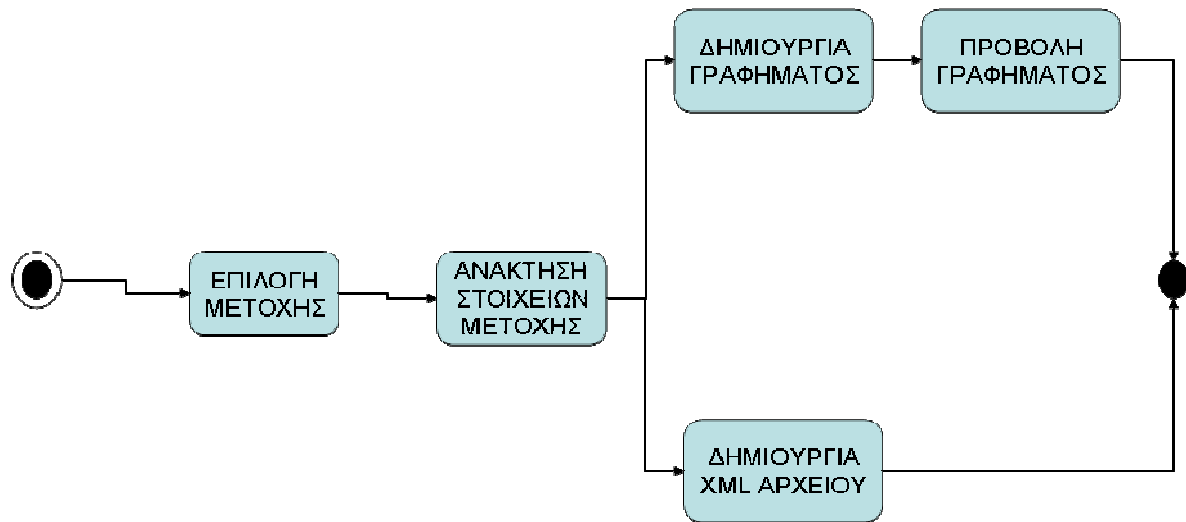 ΔΗΜΙΟΥΡΓΙΑ
ΓΡΑΦΗΜΑΤΟΣ
ΠΡΟΒΟΛΗ
ΓΡΑΦΗΜΑΤΟΣ
ΕΠΙΛΟΓΗ
ΜΕΤΟΧΗΣ
ΑΝΑΚΤΗΣΗ
ΣΤΟΙΧΕΙΩΝ
ΜΕΤΟΧΗΣ
ΔΗΜΙΟΥΡΓΙΑ
XML ΑΡΧΕΙΟΥ